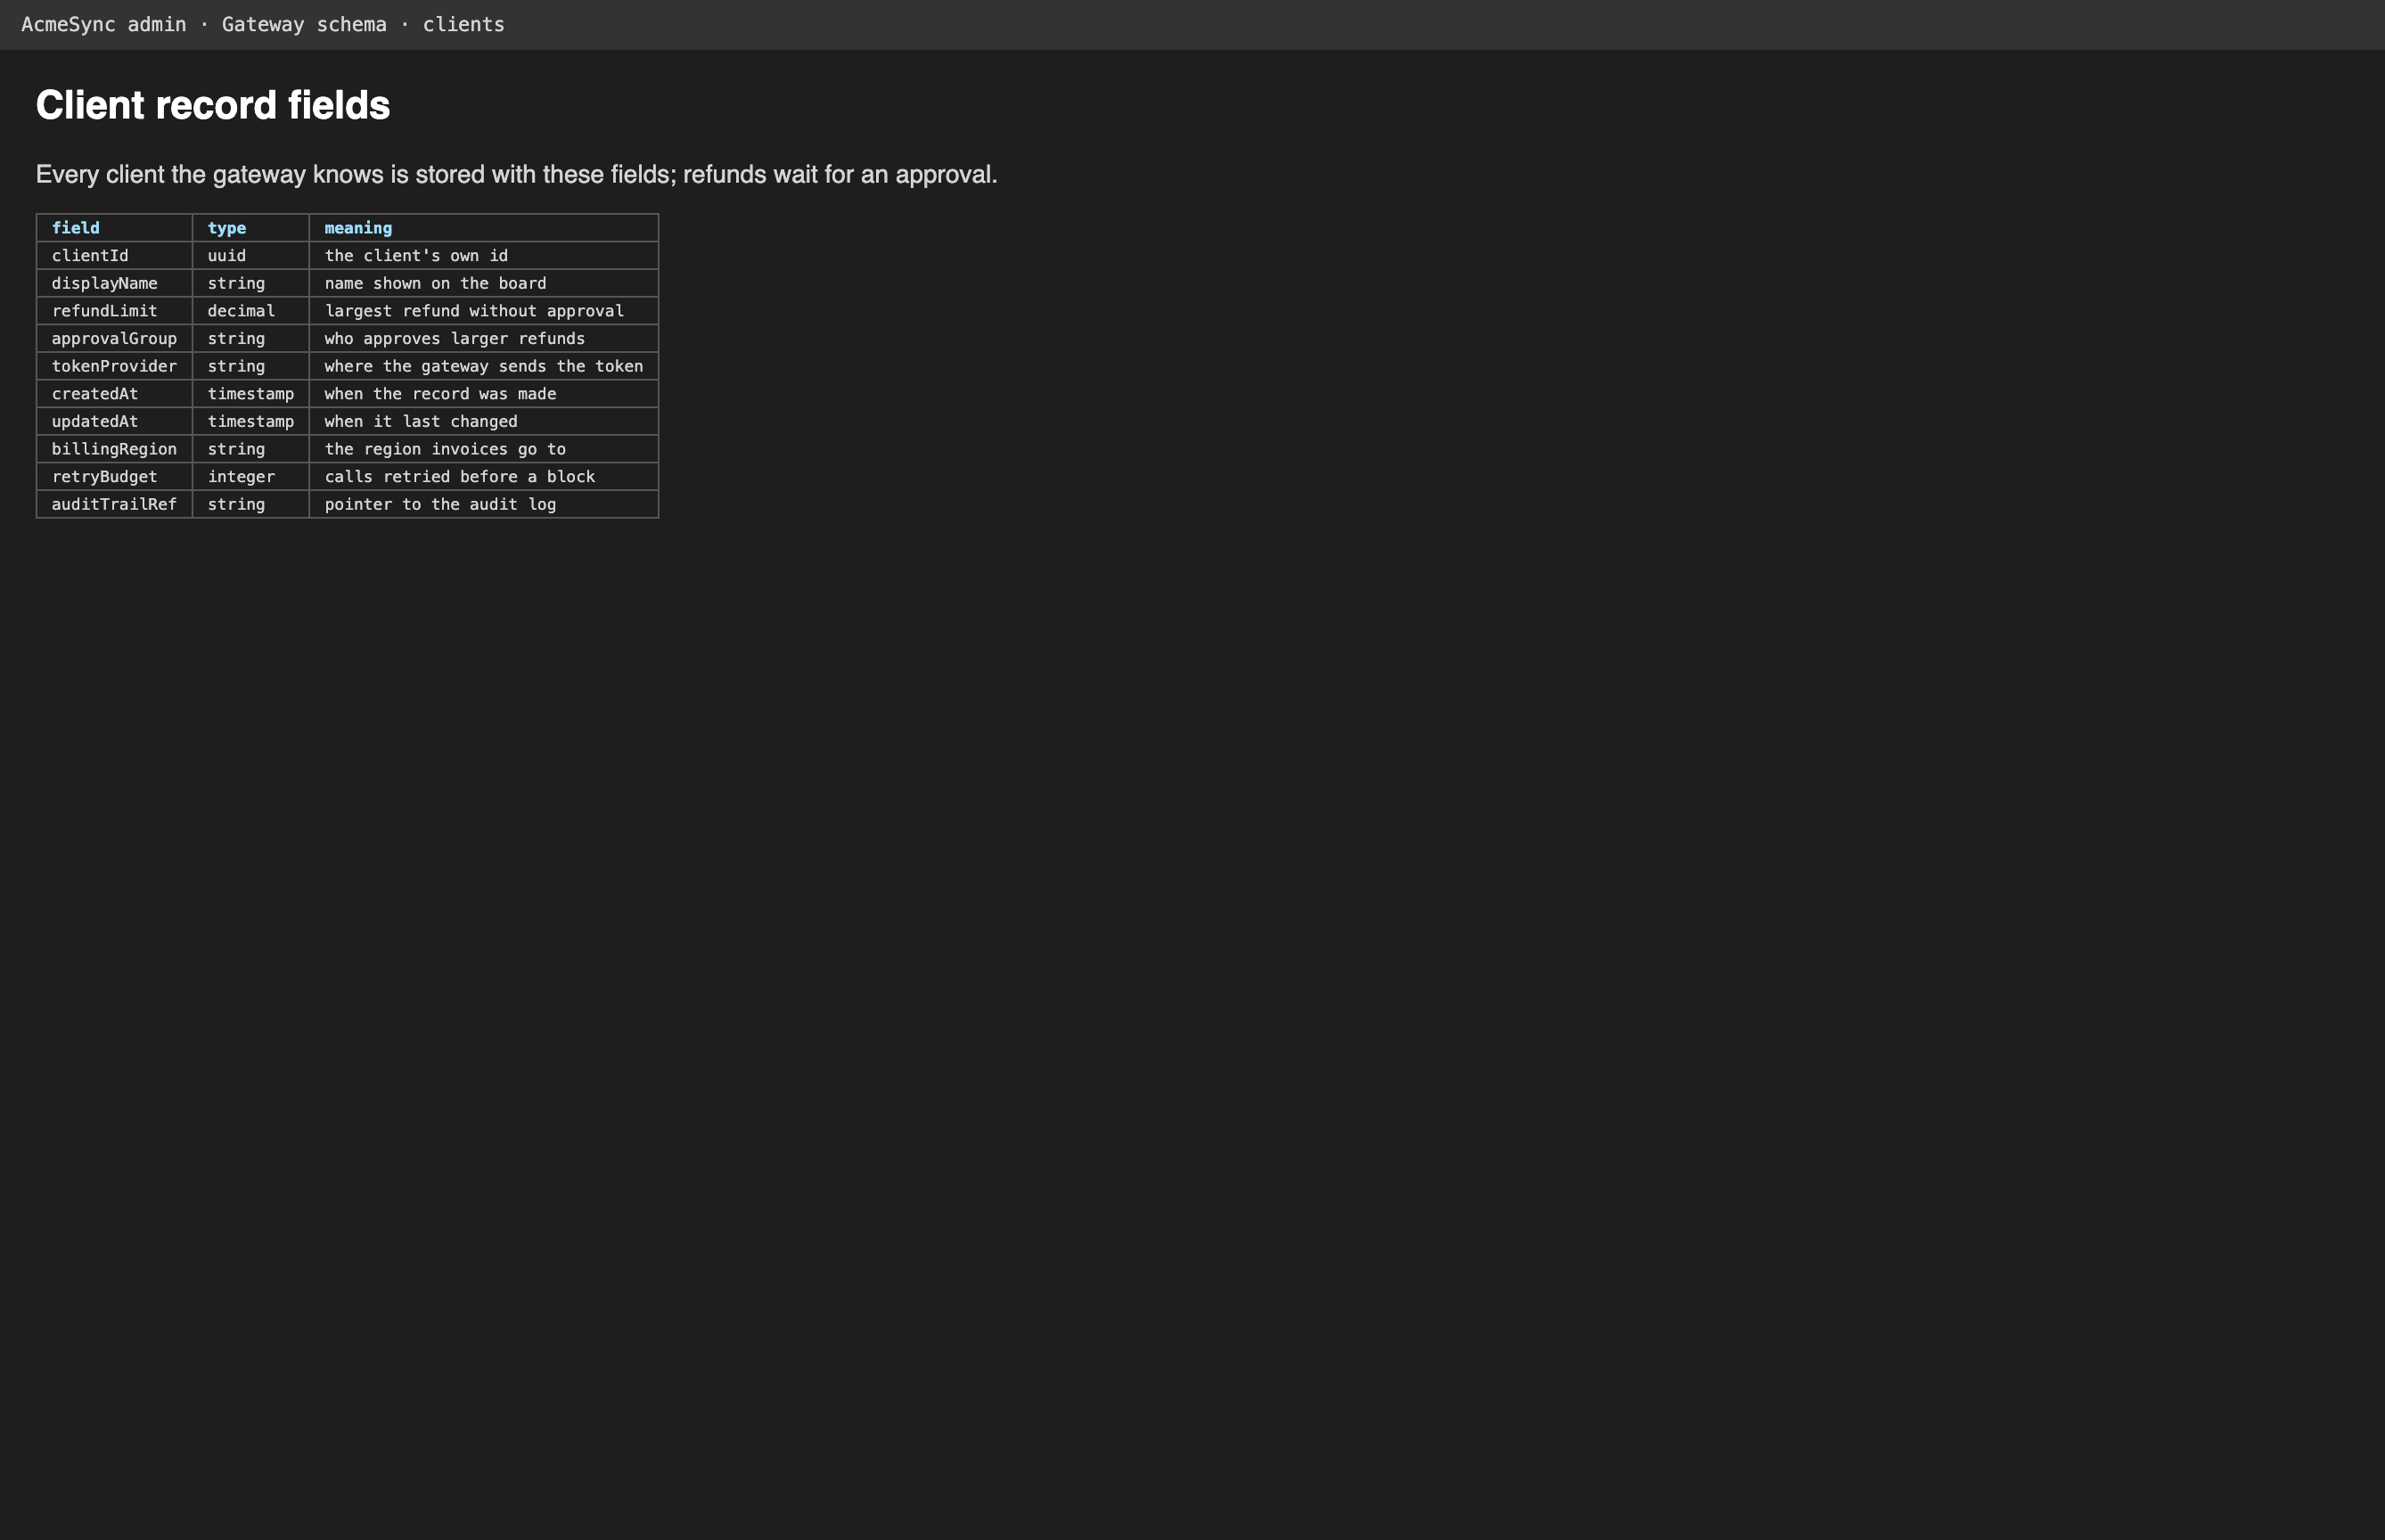 AcmeSync admin · Gateway schema · clients
Client record fields
Every client the gateway knows is stored with these fields; refunds wait for an approval.
field type meaning
clientId uuid the client's own id
displayName string name shown on the board
refundLimit decimal largest refund without approval
approvalGroup string who approves larger refunds
tokenProvider string where the gateway sends the token
createdAt timestamp when the record was made
updatedAt timestamp when it last changed
billingRegion string the region invoices go to
retryBudget integer calls retried before a block
auditTrailRef string pointer to the audit log